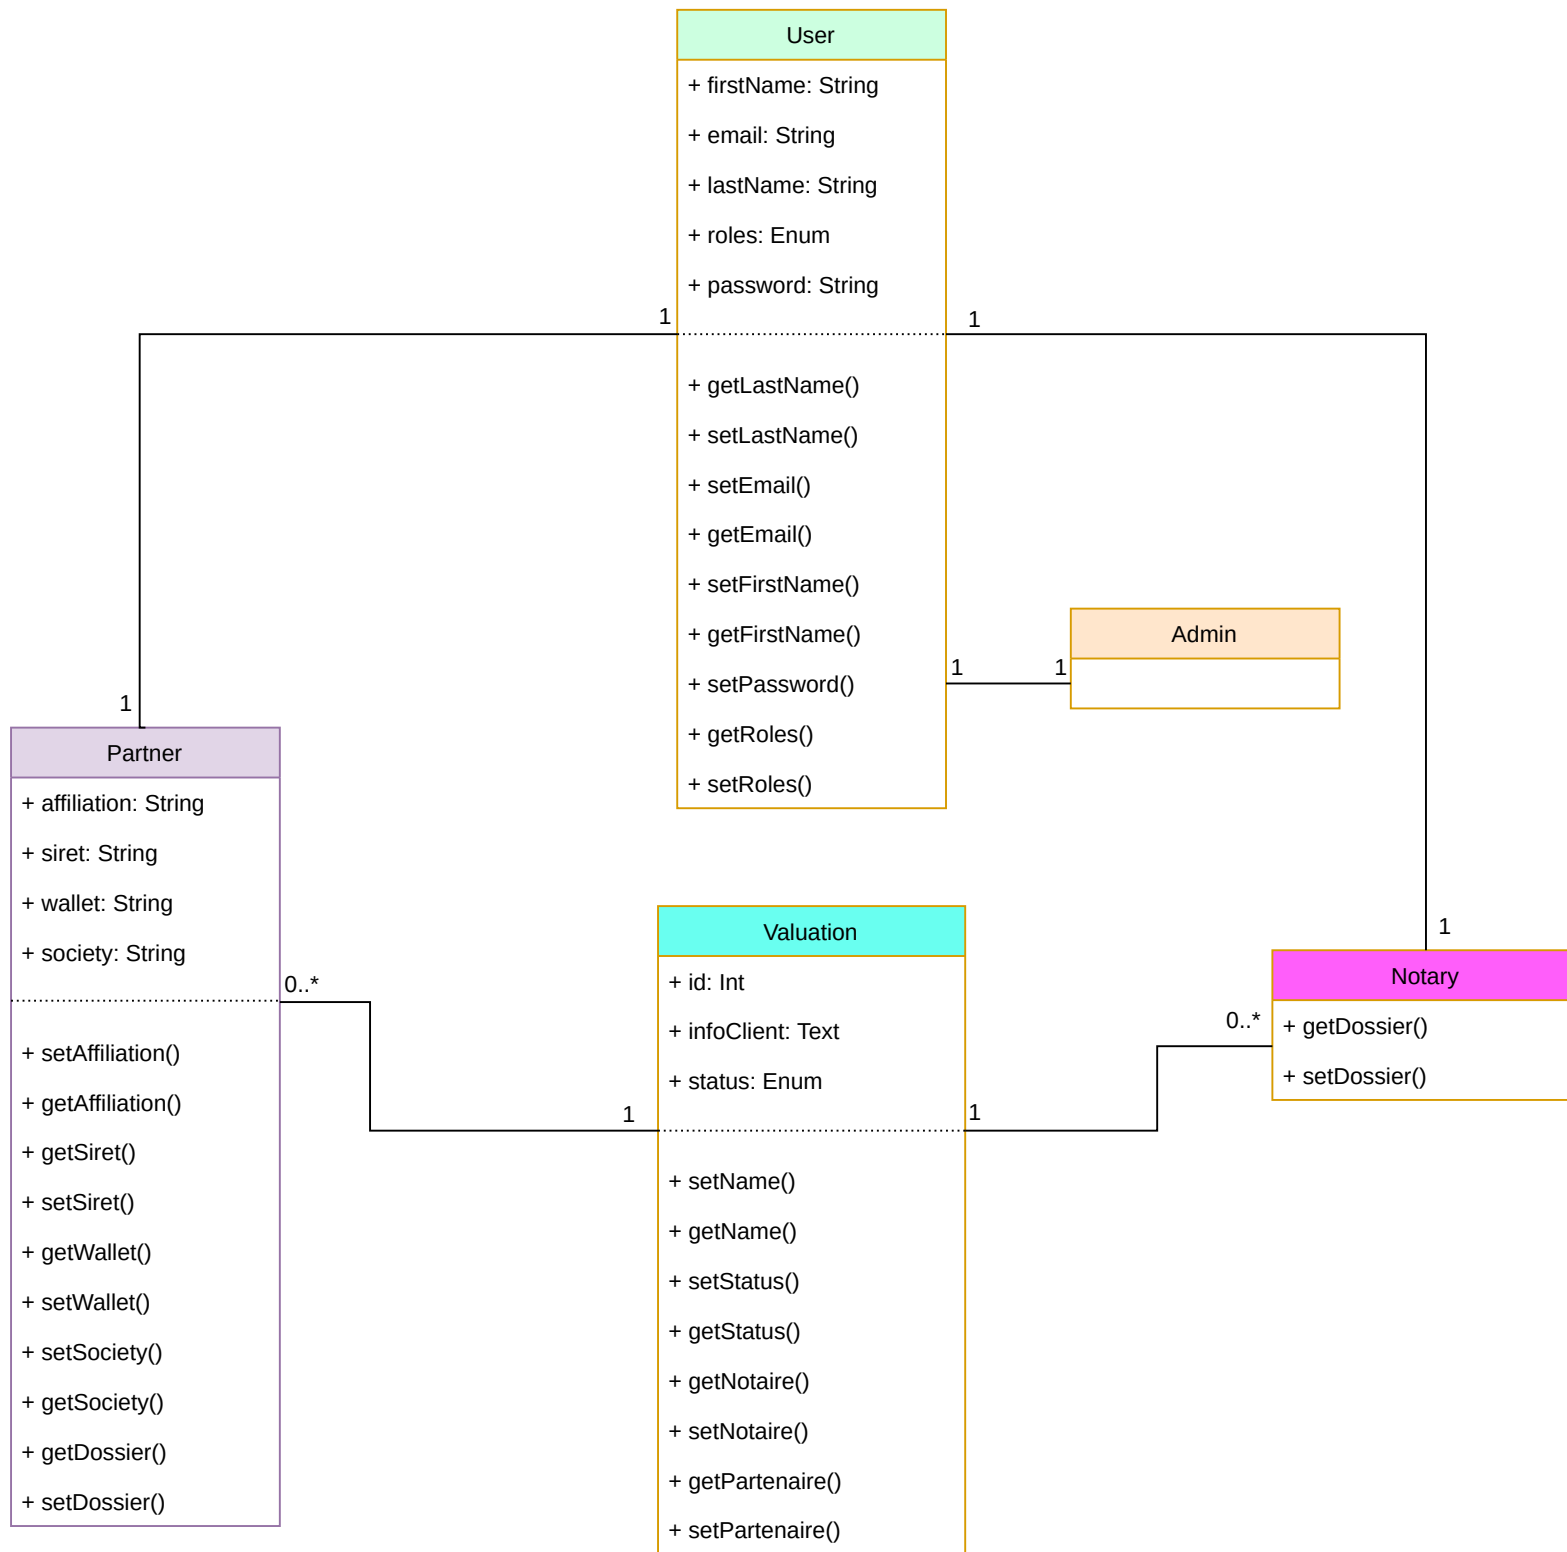 User
+ firstName: String
+ email: String
+ lastName: String
+ roles: Enum
+ password: String
1
1
+ getLastName()
+ setLastName()
+ setEmail()
+ getEmail()
+ setFirstName()
+ getFirstName()
+ setPassword()
+ getRoles()
+ setRoles()
1
1
Admin
1
Partner
+ affiliation: String
+ siret: String
+ wallet: String
+ society: String
0..*
+ setAffiliation()
+ getAffiliation()
+ getSiret()
+ setSiret()
+ getWallet()
+ setWallet()
+ setSociety()
+ getSociety()
+ getDossier()
+ setDossier()
Valuation
+ id: Int
+ infoClient: Text
+ status: Enum
1
1
+ setName()
+ getName()
+ setStatus()
+ getStatus()
+ getNotaire()
+ setNotaire()
+ getPartenaire()
+ setPartenaire()
1
Notary
0..*
+ getDossier()
+ setDossier()